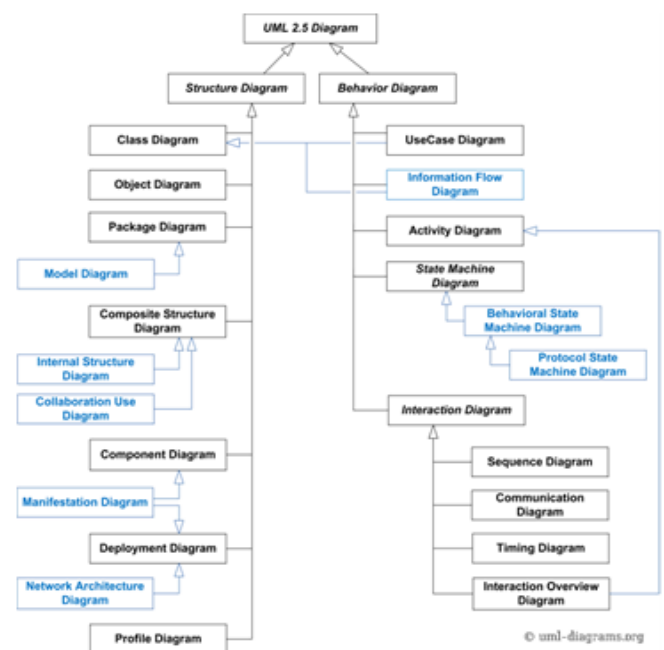 UML 2.5 Diagram
Structure Diagram
Behavior Diagram
Class Diagram
UseCase Diagram
Object Diagram
Information Flow
Diagram
Package Diagram
Activity Diagram
Model Diagram
State Machine
Diagram
Composite Structure
Diagram
Behavioral State
Machine Diagram
Internal Structure
Diagram
Protocol State
Machine Diagram
Collaboration Use
Diagram
Interaction Diagram
Component Diagram
Sequence Diagram
Manifestation Diagram
Communication
Diagram
Deployment Diagram
Timing Diagram
Network Architecture
Diagram
Interaction Overview
Diagram
Profile Diagram
© uml-diagrams.org